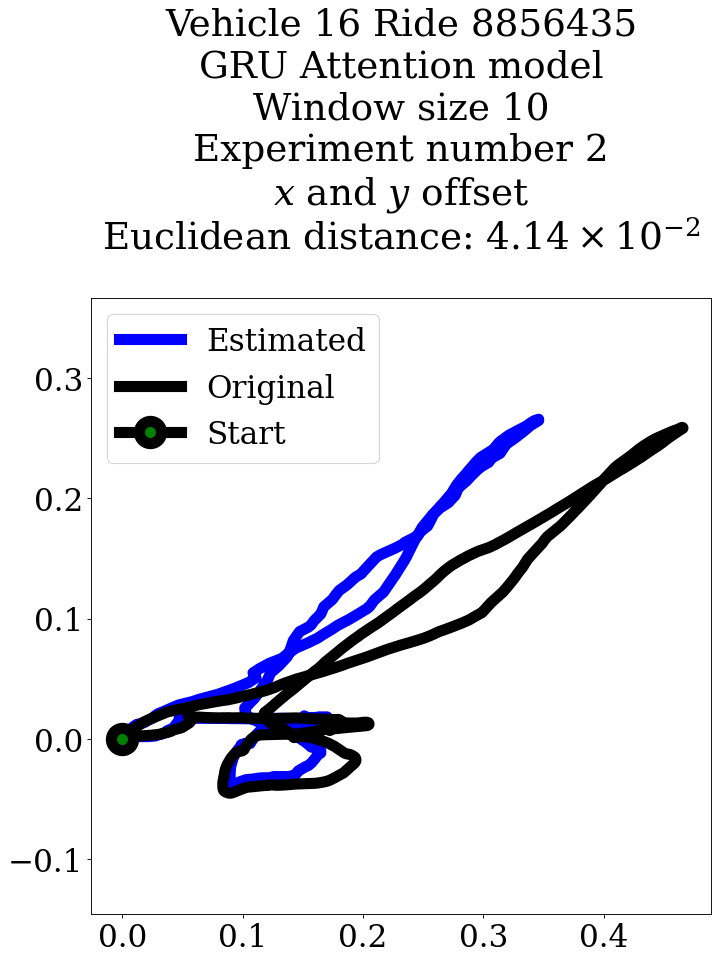 Vehicle 16 Ride 8856435
GRU Attention model
Window size 10
Experiment number 2
x and y offset
Euclidean distance: 4.14 × 10⁻²
Estimated
Original
Start
0.3
0.2
0.1
0.0
−0.1
0.0 0.1 0.2 0.3 0.4